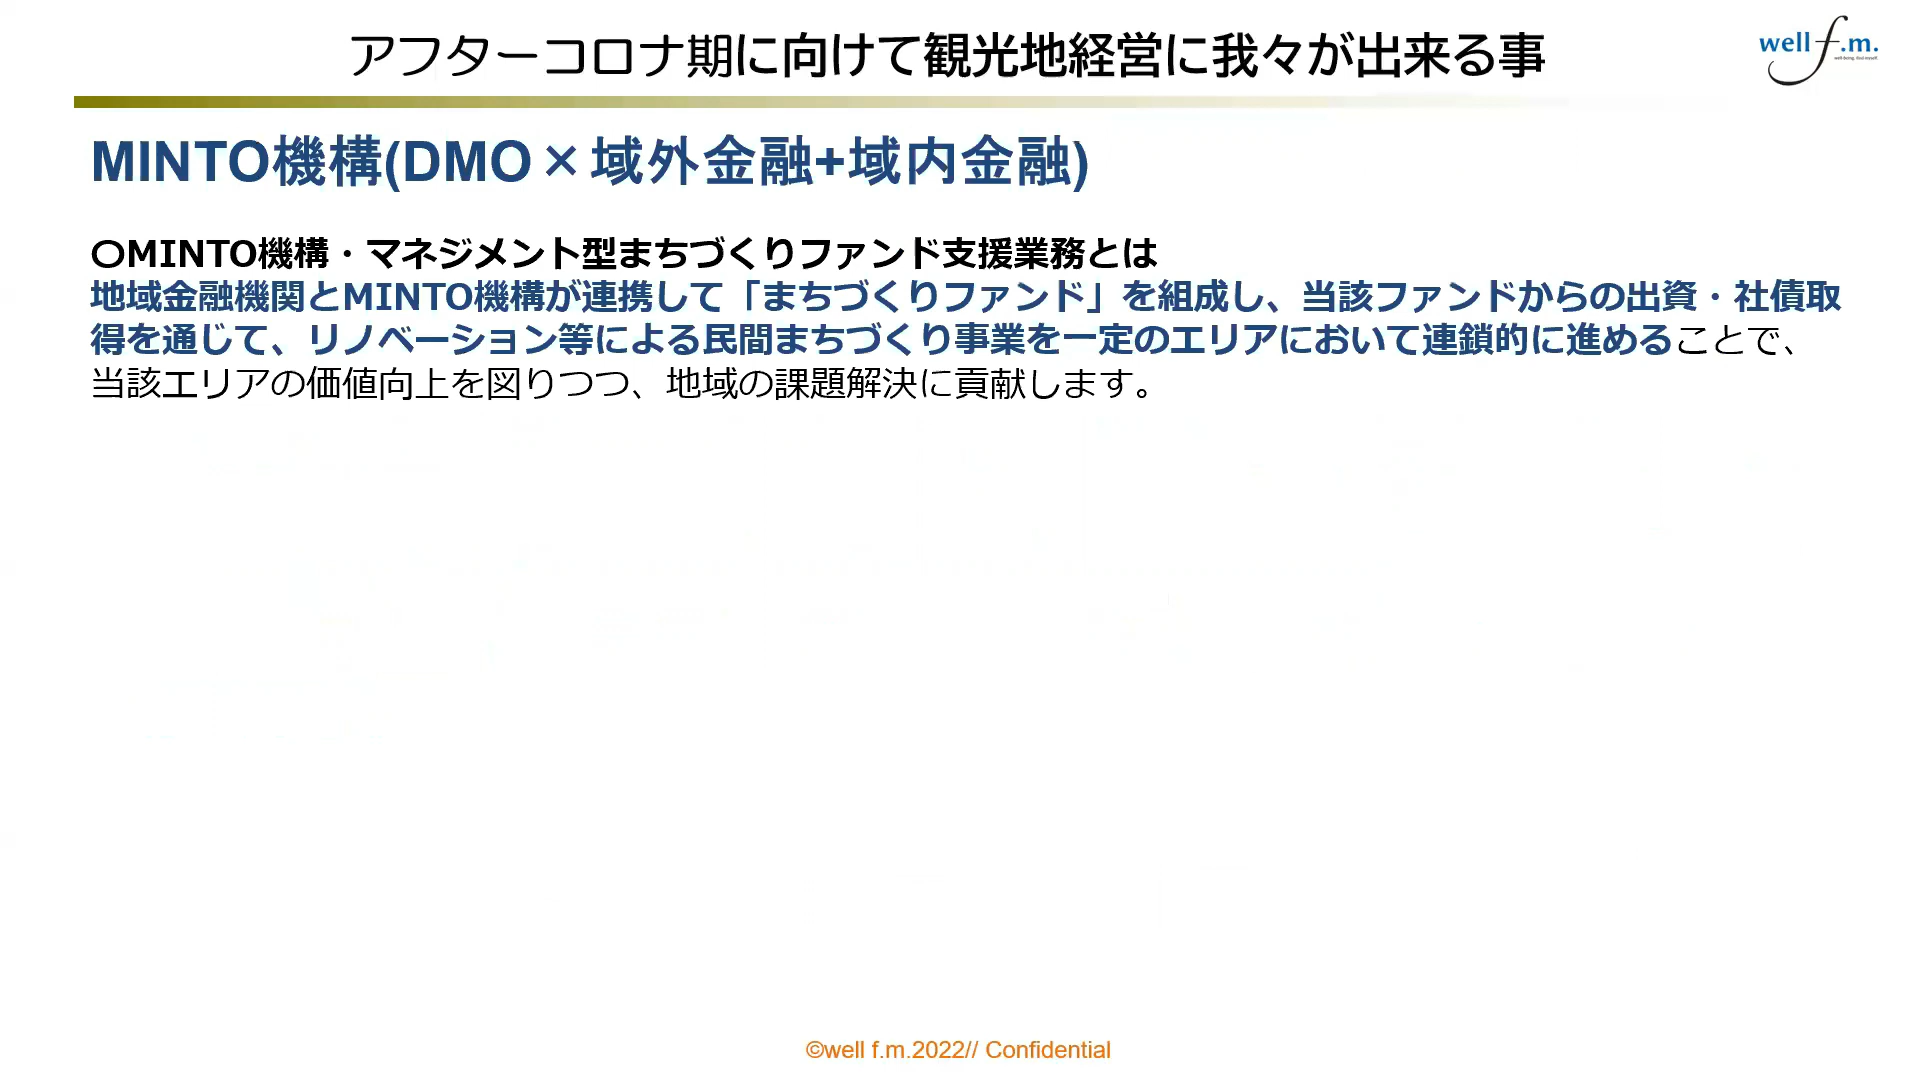 アフターコロナ期に向けて観光地経営に我々が出来る事
well f.m.
MINTO機構(DMO×域外金融+域内金融)
〇MINTO機構・マネジメント型まちづくりファンド支援業務とは
地域金融機関とMINTO機構が連携して「まちづくりファンド」を組成し、当該ファンドからの出資・社債取
得を通じて、リノベーション等による民間まちづくり事業を一定のエリアにおいて連鎖的に進めることで、
当該エリアの価値向上を図りつつ、地域の課題解決に貢献します。
©well f.m.2022// Confidential